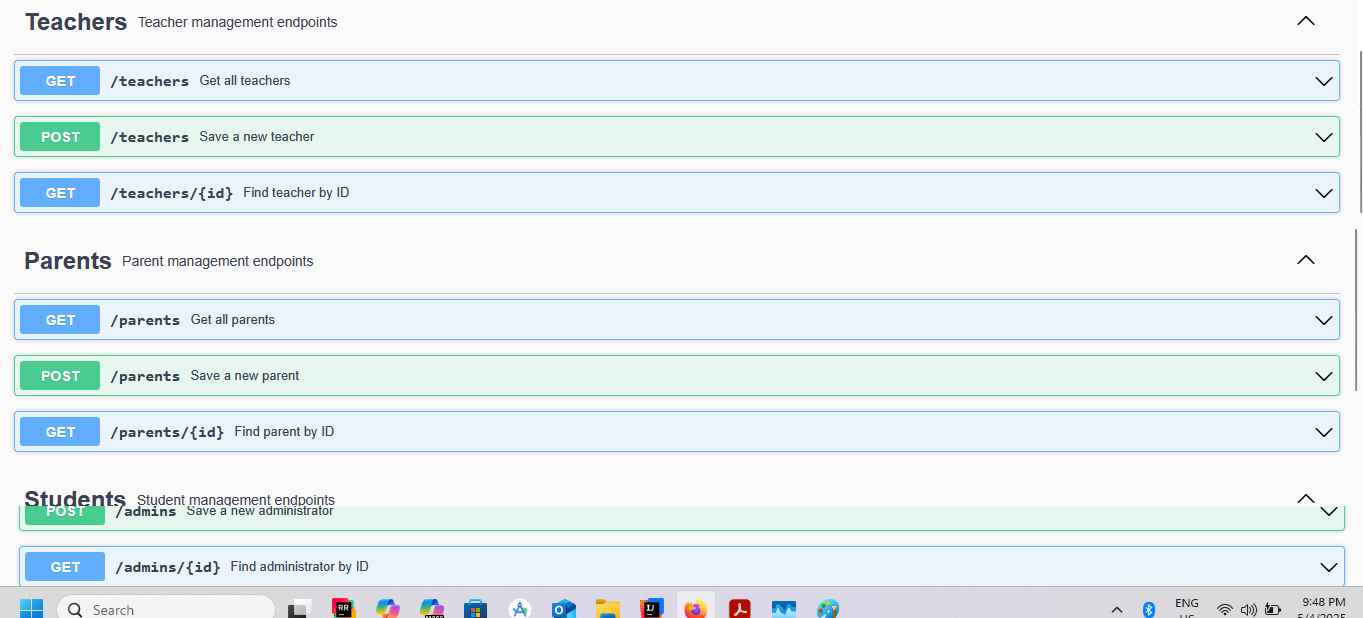 Teachers Teacher management endpoints
GET /teachers Get all teachers
POST /teachers Save a new teacher
GET /teachers/{id} Find teacher by ID
Parents Parent management endpoints
GET /parents Get all parents
POST /parents Save a new parent
GET /parents/{id} Find parent by ID
Students Student management endpoints
POST /admins Save a new administrator
GET /admins/{id} Find administrator by ID
Search ENG 9:48 PM
US 5/4/2025